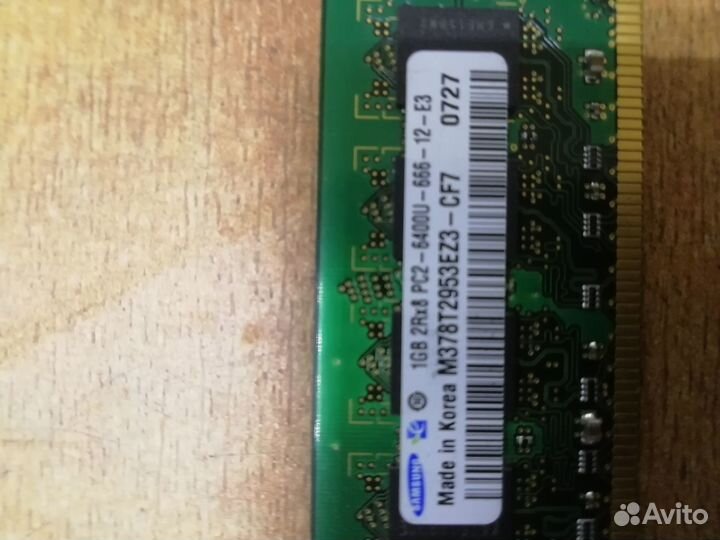 SAMSUNG
1GB 2Rx8 PC2-6400U-666-12-E3
Made in Korea M378T2953EZ3-CF7 0727
Avito